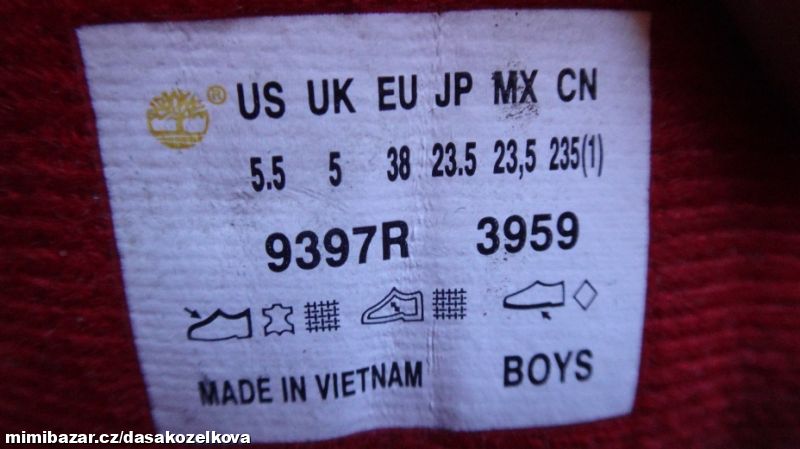 ® US UK EU JP MX CN
5.5 5 38 23.5 23,5 235(1)
9397R 3959
MADE IN VIETNAM BOYS
mimibazar.cz/dasakozelkova